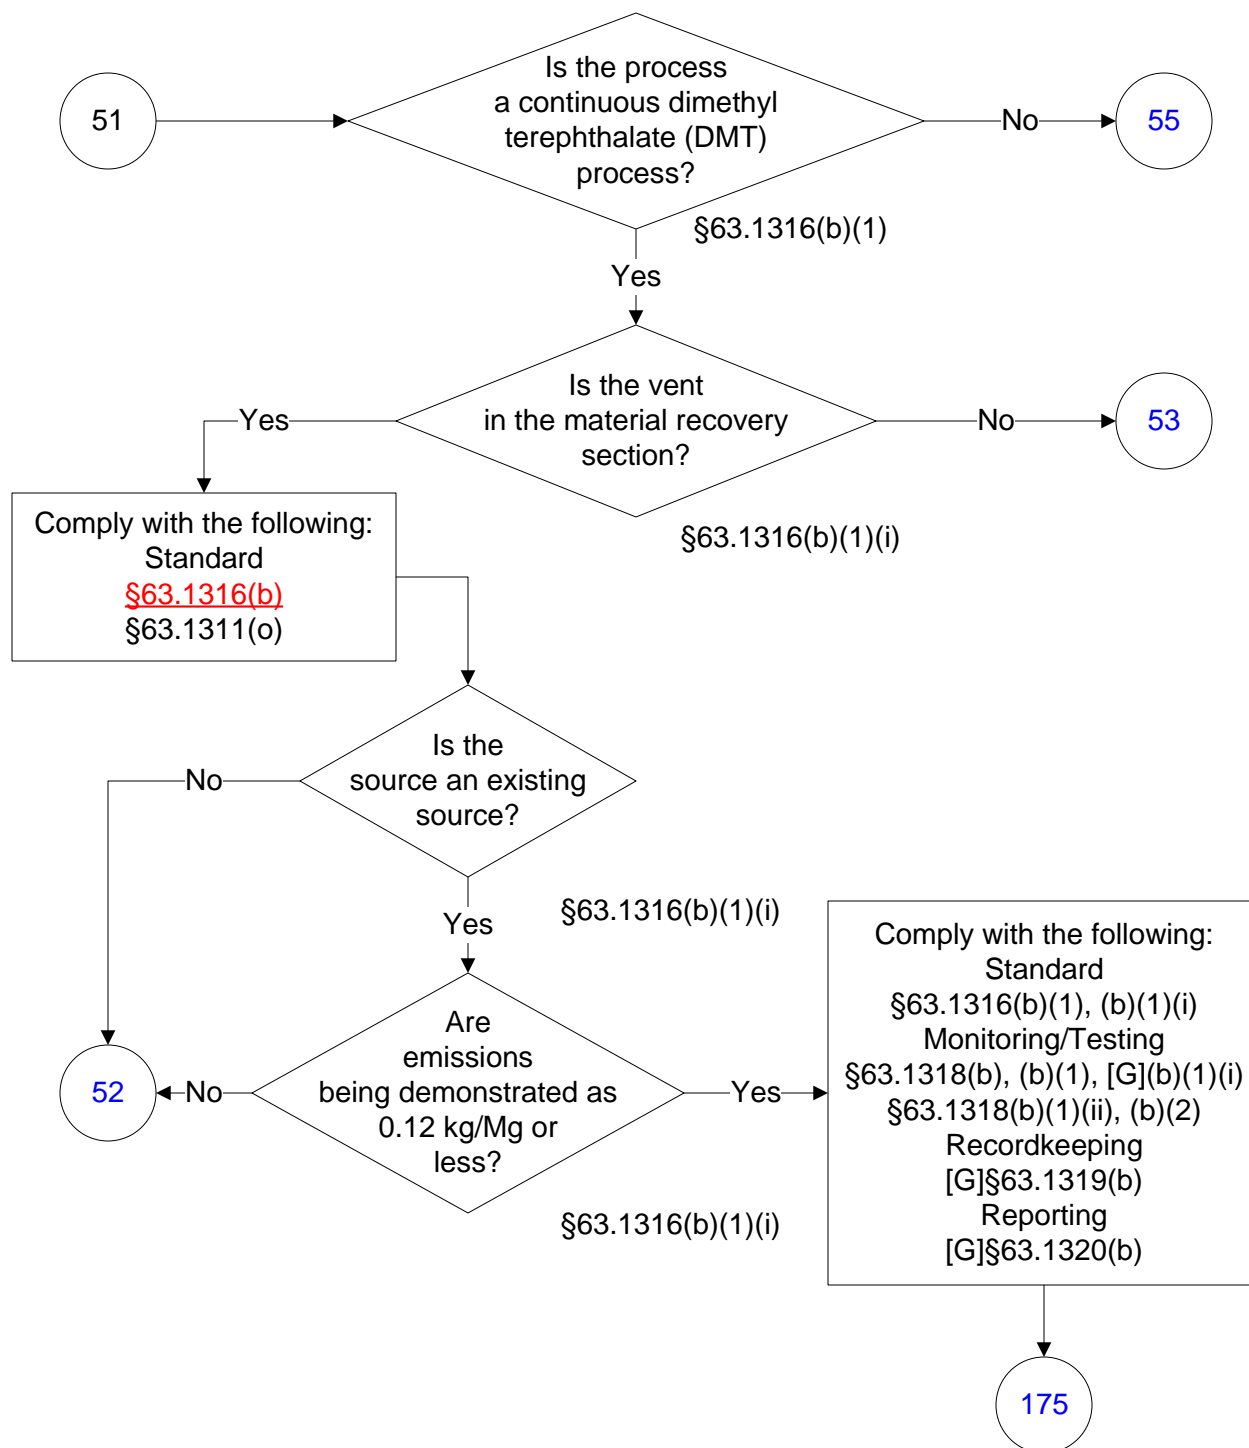 51
Is the process
a continuous dimethyl
terephthalate (DMT)
process?
No
55
§63.1316(b)(1)
Yes
Is the vent
in the material recovery
section?
Yes
No
53
§63.1316(b)(1)(i)
Comply with the following:
Standard
§63.1316(b)
§63.1311(o)
Is the
source an existing
source?
No
§63.1316(b)(1)(i)
Yes
Are
emissions
being demonstrated as
0.12 kg/Mg or
less?
No
52
Yes
§63.1316(b)(1)(i)
Comply with the following:
Standard
§63.1316(b)(1), (b)(1)(i)
Monitoring/Testing
§63.1318(b), (b)(1), [G](b)(1)(i)
§63.1318(b)(1)(ii), (b)(2)
Recordkeeping
[G]§63.1319(b)
Reporting
[G]§63.1320(b)
175